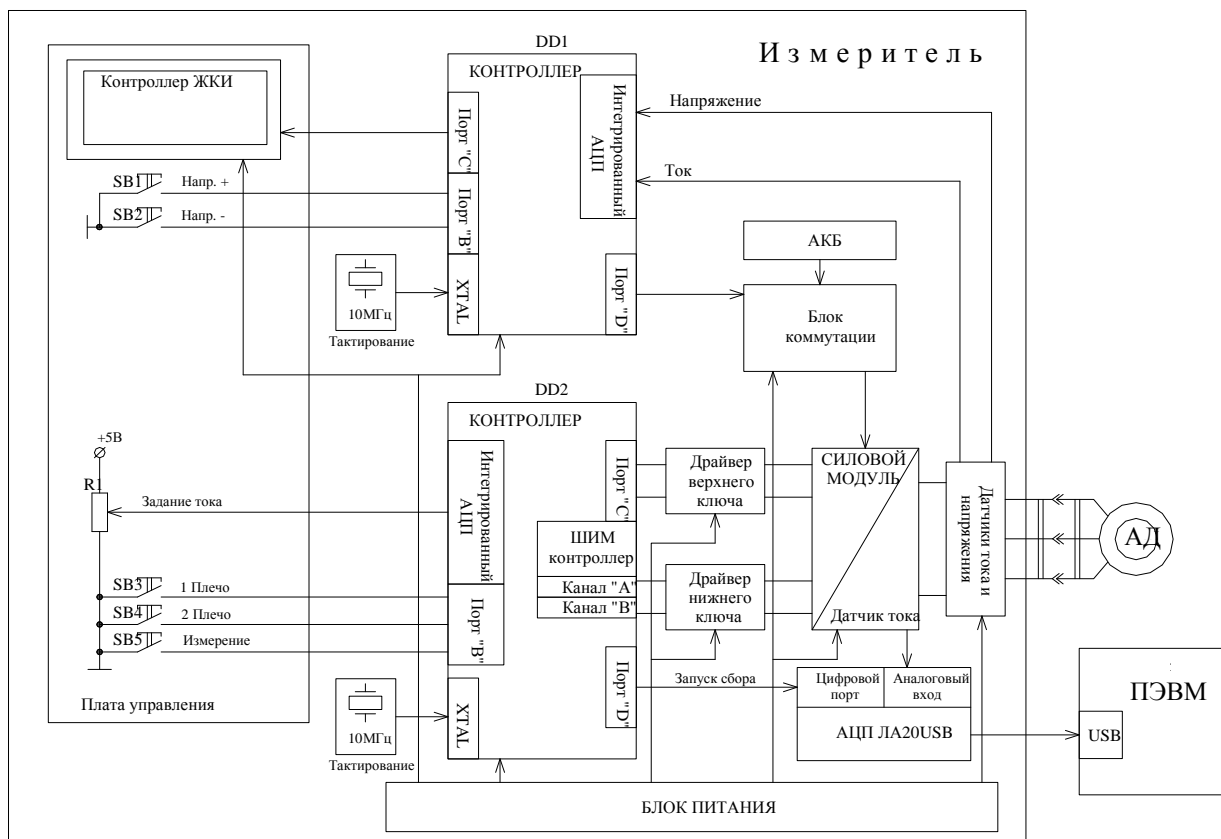 Измеритель
DD1
КОНТРОЛЛЕР
Контроллер ЖКИ
Интегрированный
АЦП
Напряжение
Порт "C"
Ток
SB1
Напр. +
SB2
Напр. -
Порт "B"
АКБ
XTAL
10МГц
Тактирование
Порт "D"
Блок
коммутации
DD2
КОНТРОЛЛЕР
+5В
R1
Задание тока
Интегрированный
АЦП
Порт "C"
Драйвер
верхнего
ключа
СИЛОВОЙ
МОДУЛЬ
Датчики тока и
напряжения
АД
ШИМ
контроллер
Канал "A"
Канал "B"
Драйвер
нижнего
ключа
Датчик тока
SB3
1 Плечо
SB4
2 Плечо
SB5
Измерение
Порт "B"
Порт "D"
Запуск сбора
Цифровой
порт
Аналоговый
вход
АЦП ЛА20USB
ПЭВМ
USB
Плата управления
XTAL
10МГц
Тактирование
БЛОК ПИТАНИЯ